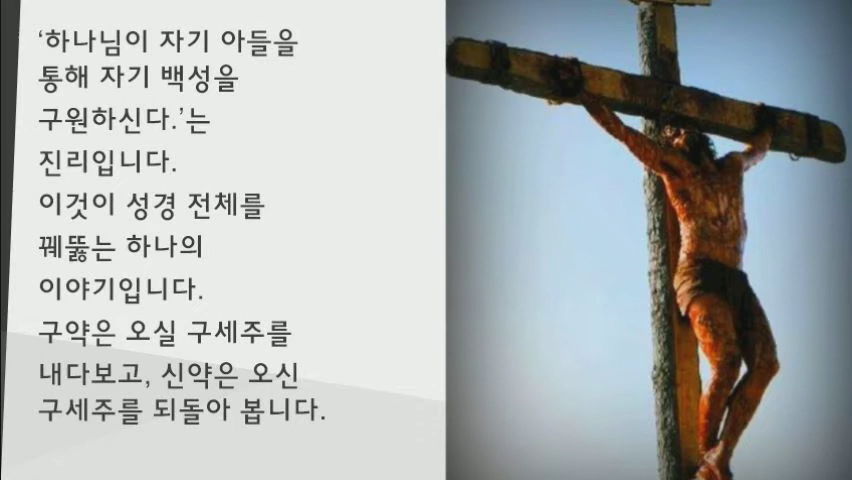 ‘하나님이 자기 아들을
통해 자기 백성을
구원하신다.’는
진리입니다.
이것이 성경 전체를
꿰뚫는 하나의
이야기입니다.
구약은 오실 구세주를
내다보고, 신약은 오신
구세주를 되돌아 봅니다.